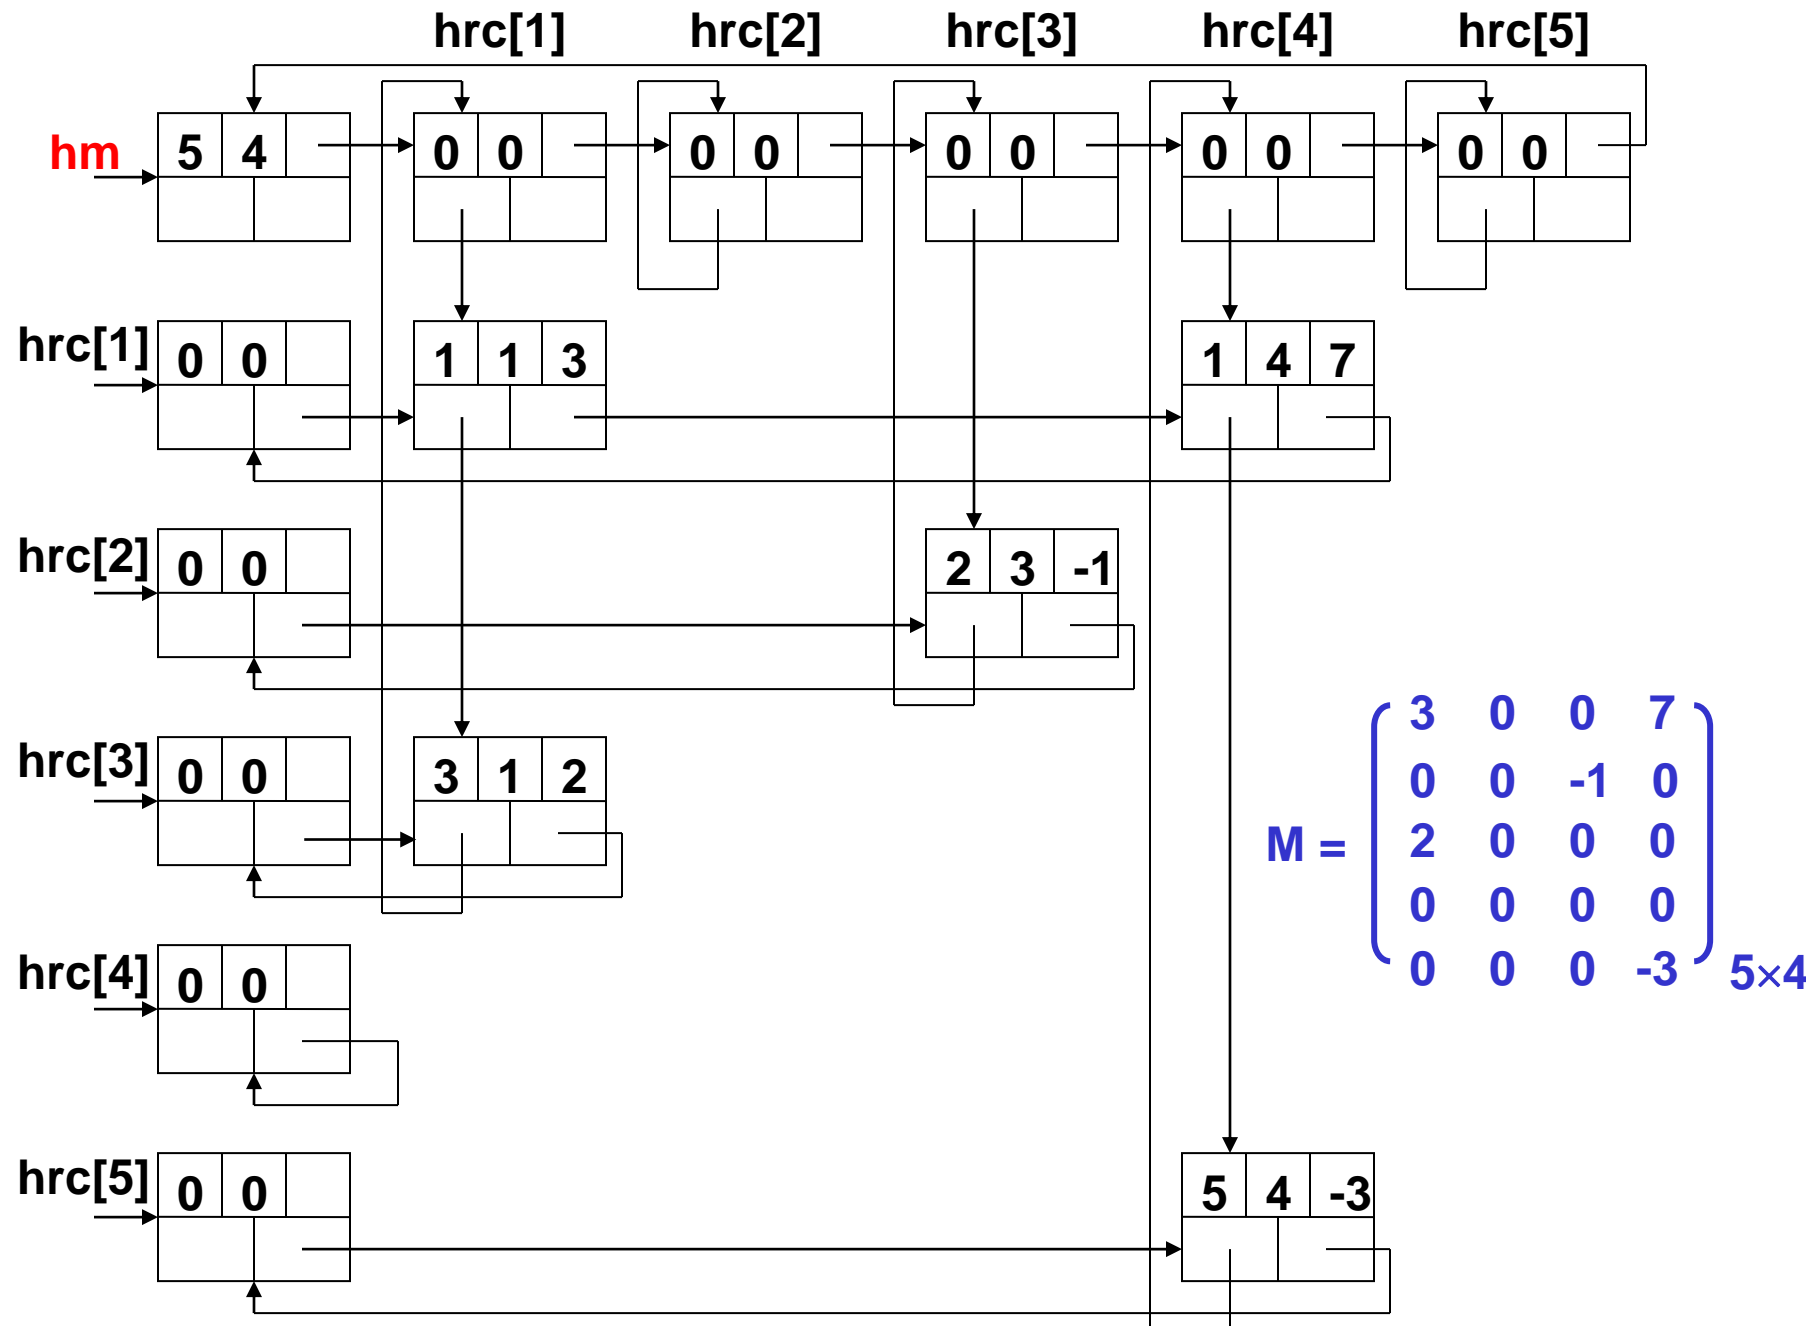 hrc[1] hrc[2] hrc[3] hrc[4] hrc[5]
hm 5 4 0 0 0 0 0 0 0 0 0 0
hrc[1] 0 0 1 1 3 1 4 7
hrc[2] 0 0 2 3 -1
hrc[3] 0 0 3 1 2
hrc[4] 0 0
hrc[5] 0 0 5 4 -3
3 0 0 7
0 0 -1 0
M = 2 0 0 0
0 0 0 0
0 0 0 -3 5×4